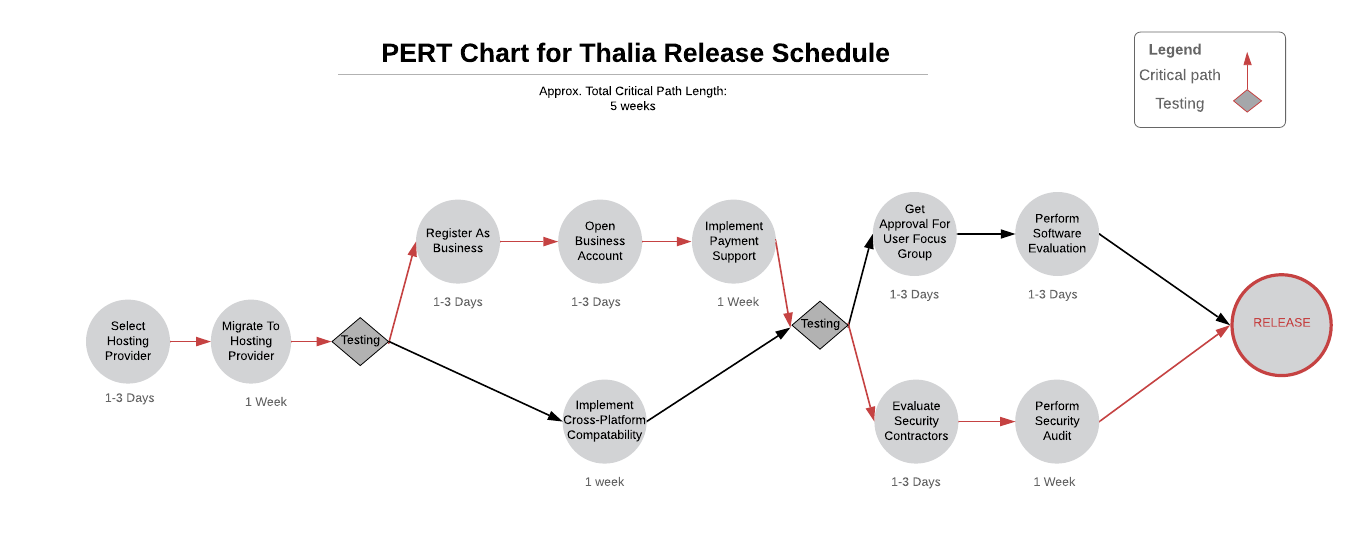 PERT Chart for Thalia Release Schedule
Approx. Total Critical Path Length:
5 weeks
Legend
Critical path
Testing
Select
Hosting
Provider
1-3 Days
Migrate To
Hosting
Provider
1 Week
Testing
Register As
Business
1-3 Days
Open
Business
Account
1-3 Days
Implement
Payment
Support
1 Week
Implement
Cross-Platform
Compatability
1 week
Testing
Get
Approval For
User Focus
Group
1-3 Days
Perform
Software
Evaluation
1-3 Days
Evaluate
Security
Contractors
1-3 Days
Perform
Security
Audit
1 Week
RELEASE